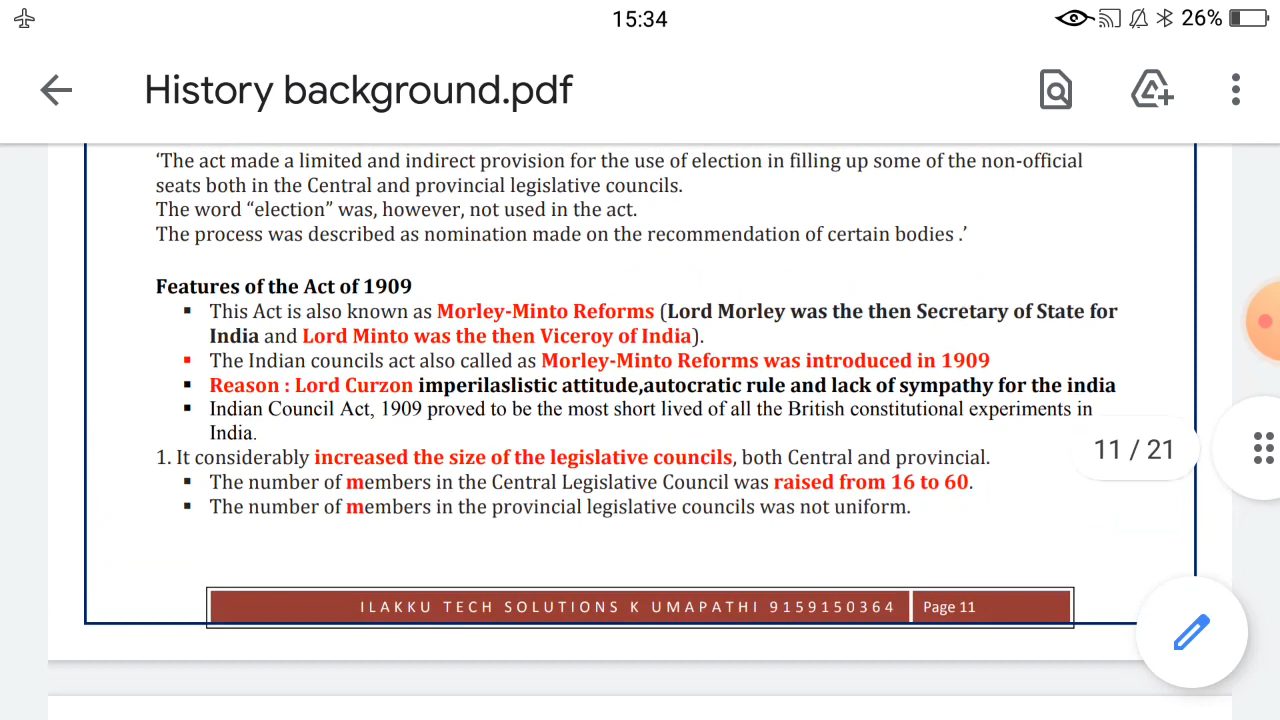 15:34
26%
History background.pdf
‘The act made a limited and indirect provision for the use of election in filling up some of the non-official
seats both in the Central and provincial legislative councils.
The word “election” was, however, not used in the act.
The process was described as nomination made on the recommendation of certain bodies .’
Features of the Act of 1909
▪ This Act is also known as Morley-Minto Reforms (Lord Morley was the then Secretary of State for
India and Lord Minto was the then Viceroy of India).
▪ The Indian councils act also called as Morley-Minto Reforms was introduced in 1909
▪ Reason : Lord Curzon imperilaslistic attitude,autocratic rule and lack of sympathy for the india
▪ Indian Council Act, 1909 proved to be the most short lived of all the British constitutional experiments in
India.
1. It considerably increased the size of the legislative councils, both Central and provincial.
▪ The number of members in the Central Legislative Council was raised from 16 to 60.
▪ The number of members in the provincial legislative councils was not uniform.
11 / 21
ILAKKU TECH SOLUTIONS K UMAPATHI 9159150364
Page 11